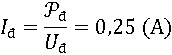 I_đ = 𝒫_đ / U_đ = 0,25 (A)